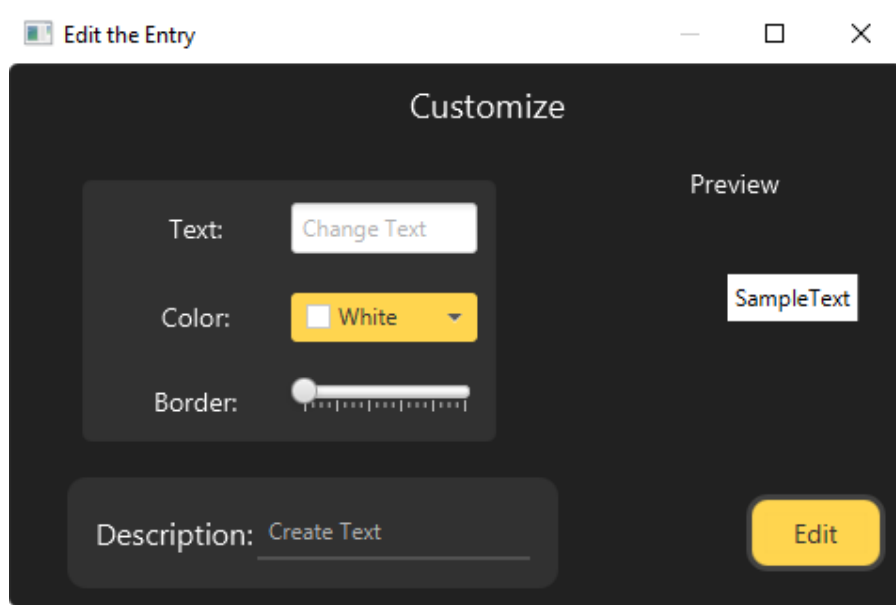 Edit the Entry
Customize
Preview
Text: Change Text
Color: White
SampleText
Border:
Description: Create Text
Edit